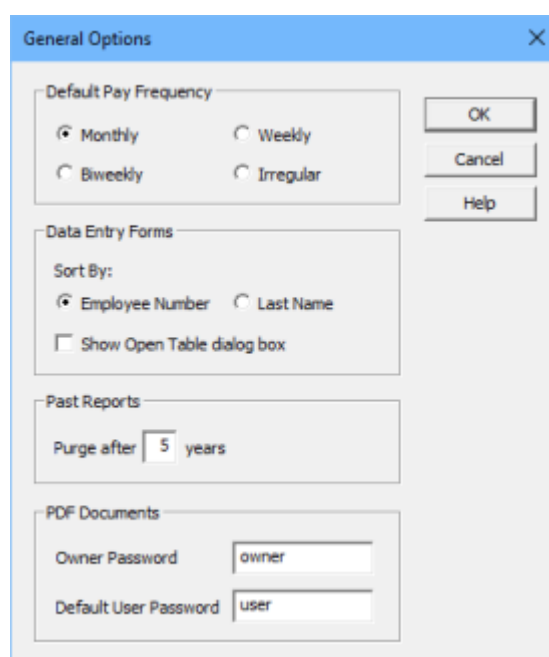 General Options
Default Pay Frequency
Monthly Weekly
Biweekly Irregular
OK
Cancel
Help
Data Entry Forms
Sort By:
Employee Number Last Name
Show Open Table dialog box
Past Reports
Purge after 5 years
PDF Documents
Owner Password owner
Default User Password user